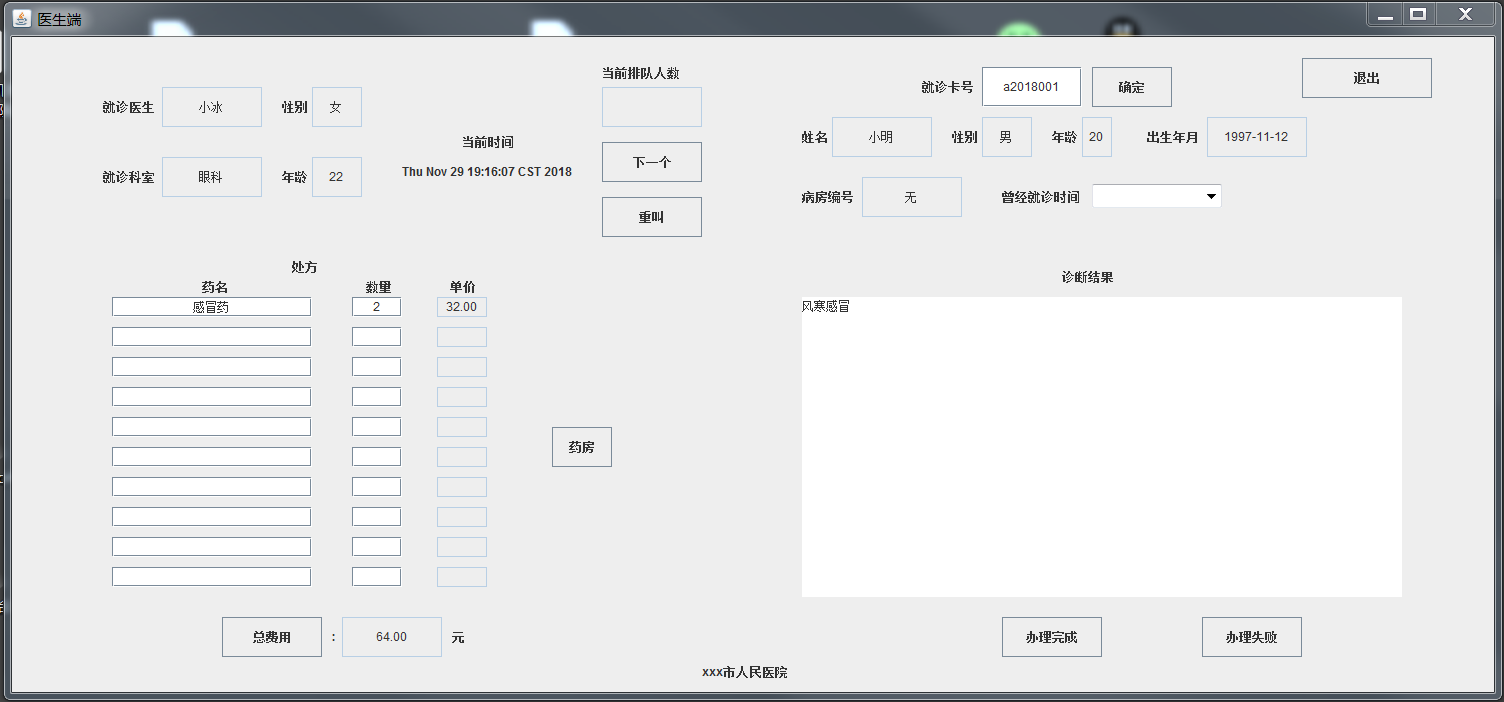 医生端
就诊医生 小冰 性别 女
就诊科室 眼科 年龄 22
当前时间
Thu Nov 29 19:16:07 CST 2018
当前排队人数
下一个
重叫
就诊卡号 a2018001 确定
退出
姓名 小明 性别 男 年龄 20 出生年月 1997-11-12
病房编号 无 曾经就诊时间
处方
药名 数量 单价
感冒药 2 32.00
药房
总费用 : 64.00 元
诊断结果
风寒感冒
办理完成 办理失败
xxx市人民医院